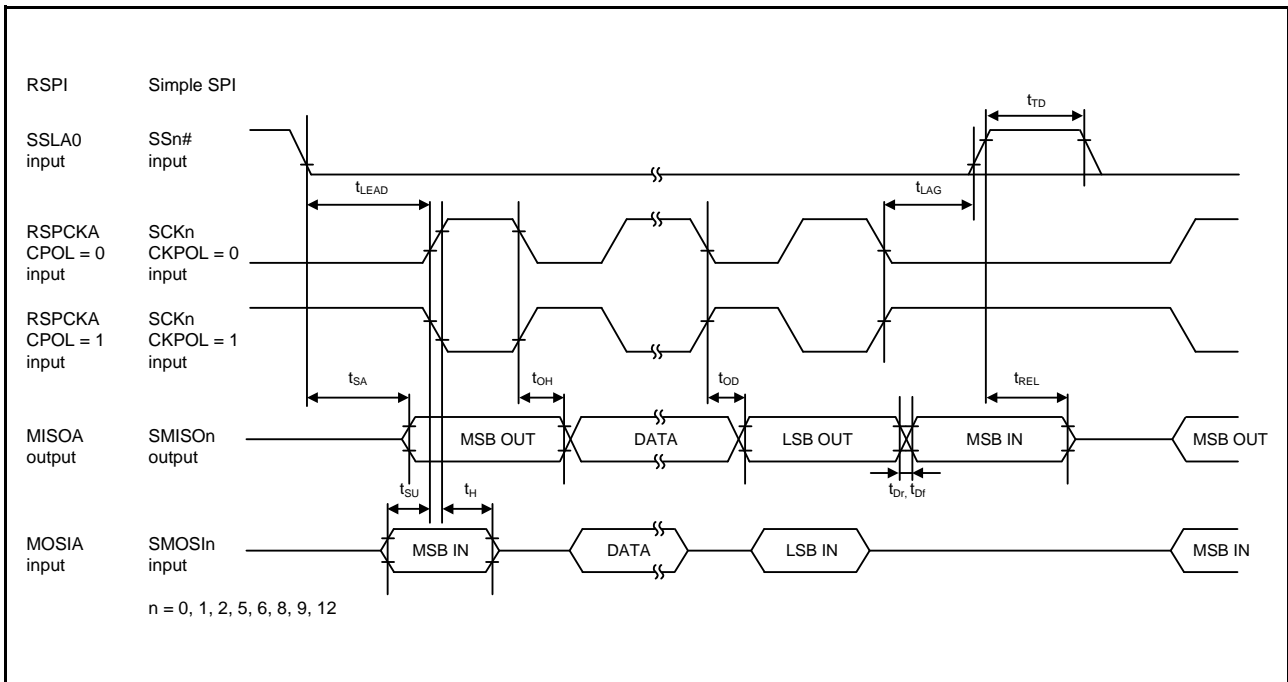 RSPI Simple SPI
tTD
SSLA0 SSn#
input input
tLEAD tLAG
RSPCKA SCKn
CPOL = 0 CKPOL = 0
input input
RSPCKA SCKn
CPOL = 1 CKPOL = 1
input input
tSA tOH tOD tREL
MISOA SMISOn MSB OUT DATA LSB OUT MSB IN MSB OUT
output output
tSU tH tDr, tDf
MOSIA SMOSIn MSB IN DATA LSB IN MSB IN
input input
n = 0, 1, 2, 5, 6, 8, 9, 12